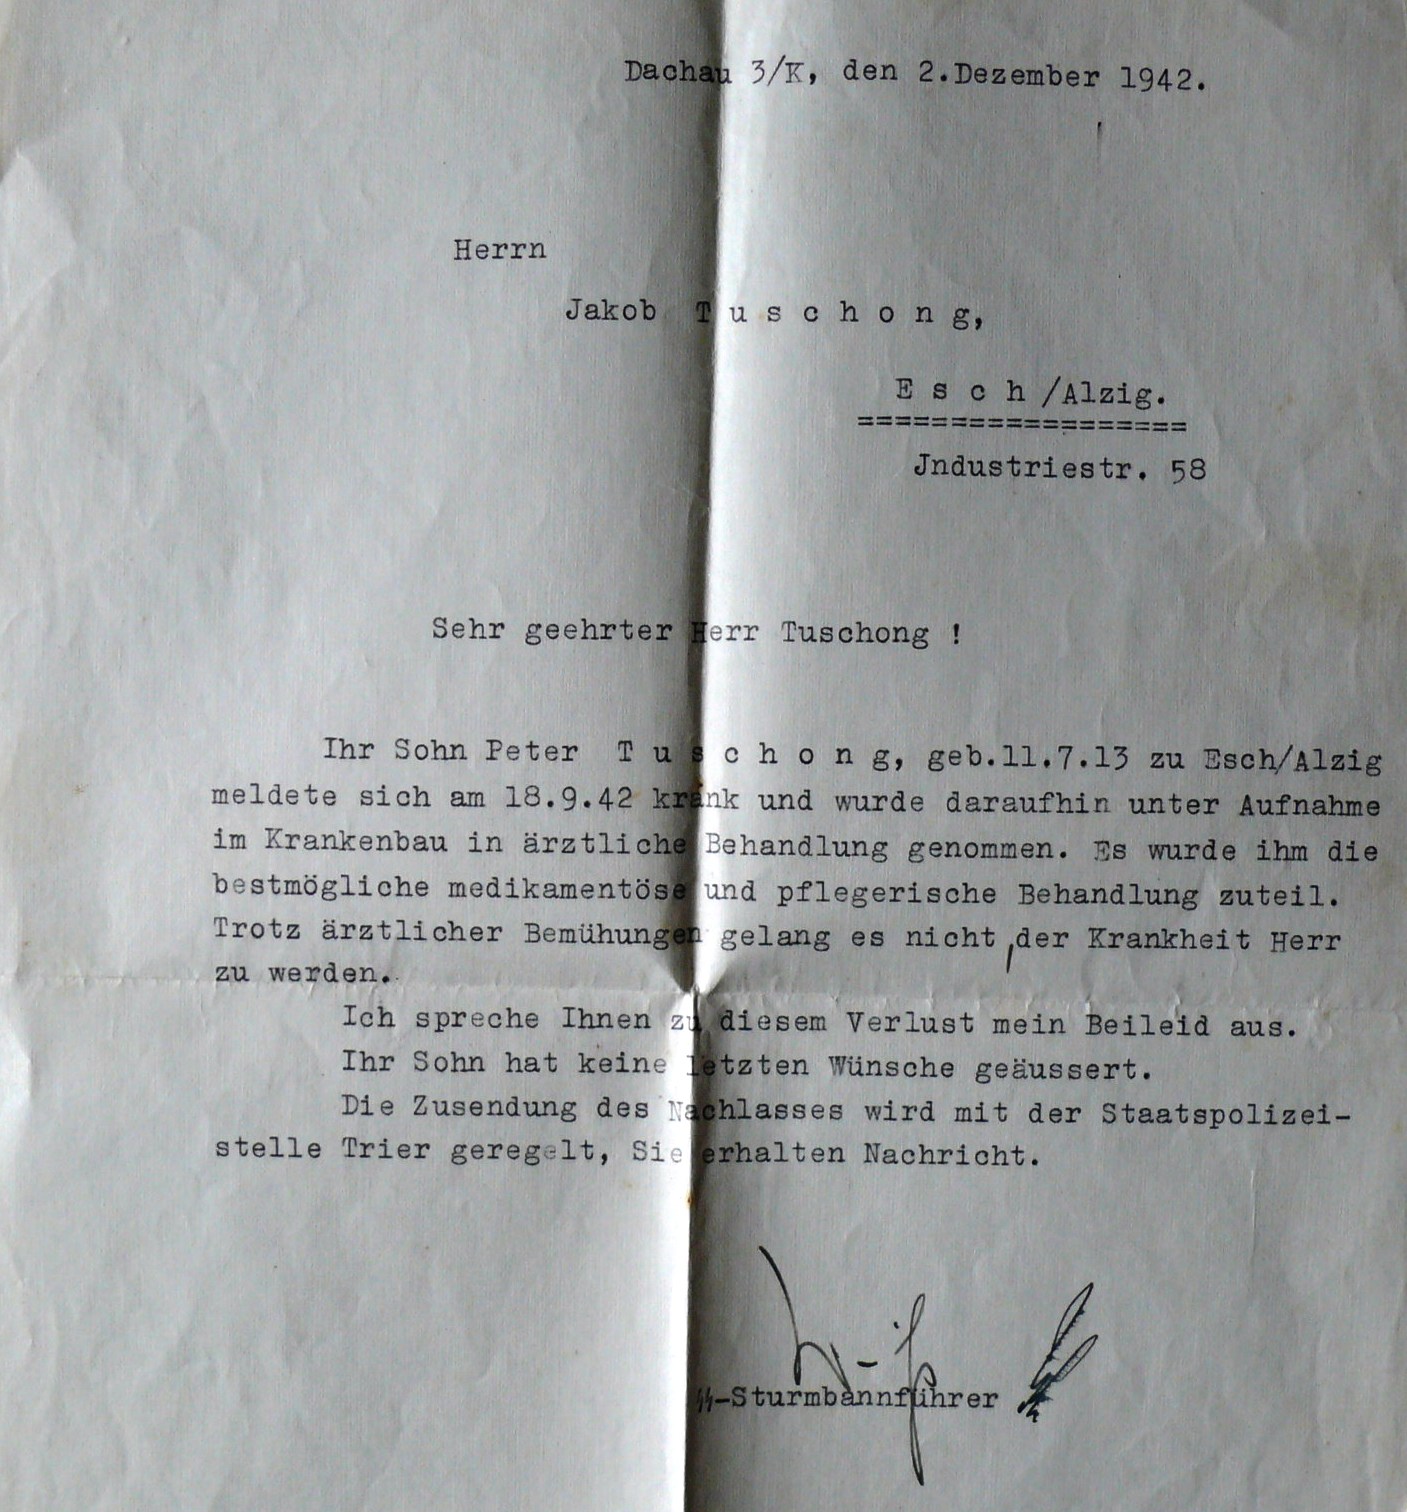 Dachau 3/K, den 2.Dezember 1942.
Herrn
Jakob T u s c h o n g,
E s c h /Alzig.
==================
Jndustriestr. 58
Sehr geehrter Herr Tuschong !
Ihr Sohn Peter T u s c h o n g, geb.11.7.13 zu Esch/Alzig
meldete sich am 18.9.42 krank und wurde daraufhin unter Aufnahme
im Krankenbau in ärztliche Behandlung genommen. Es wurde ihm die
bestmögliche medikamentöse und pflegerische Behandlung zuteil.
Trotz ärztlicher Bemühungen gelang es nicht,der Krankheit Herr
zu werden.
Ich spreche Ihnen zu diesem Verlust mein Beileid aus.
Ihr Sohn hat keine letzten Wünsche geäussert.
Die Zusendung des Nachlasses wird mit der Staatspolizei-
stelle Trier geregelt, Sie erhalten Nachricht.
SS-Sturmbannführer